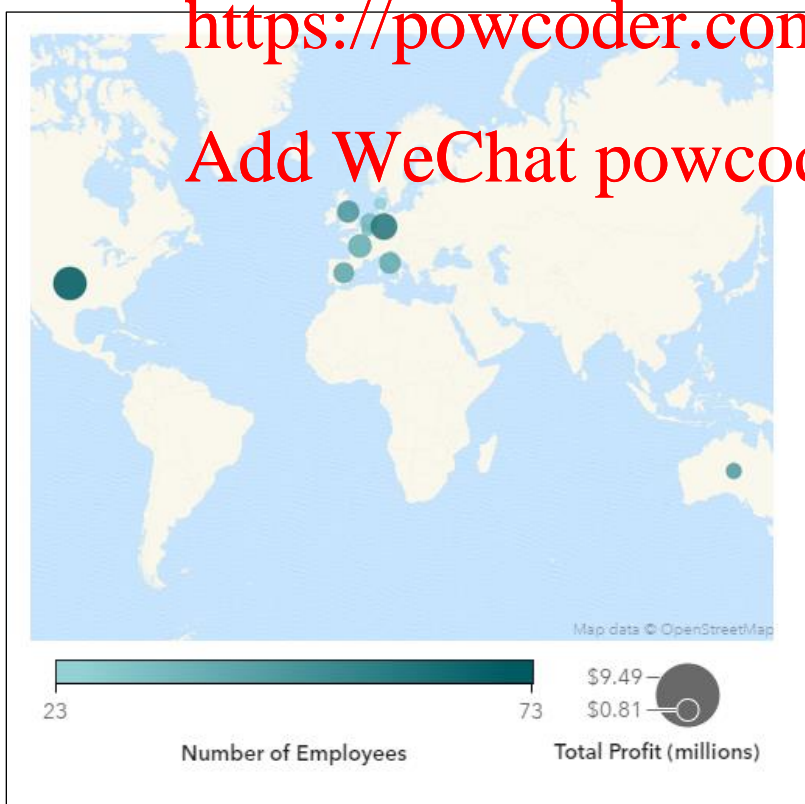 https://powcoder.com
Add WeChat powcod
Map data © OpenStreetMap
$9.49
$0.81
23
73
Number of Employees
Total Profit (millions)